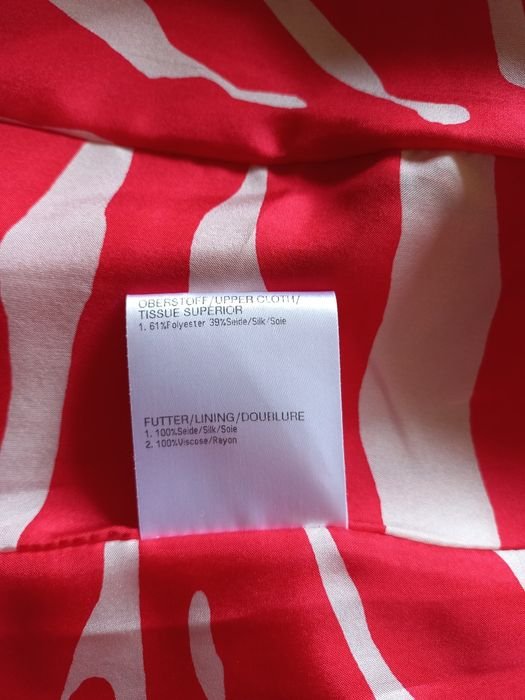 OBERSTOFF/UPPER CLOTH/
TISSUE SUPERIOR
1. 61%Polyester 39%Seide/Silk/Soie
FUTTER/LINING/DOUBLURE
1. 100%Seide/Silk/Soie
2. 100%Viscose/Rayon